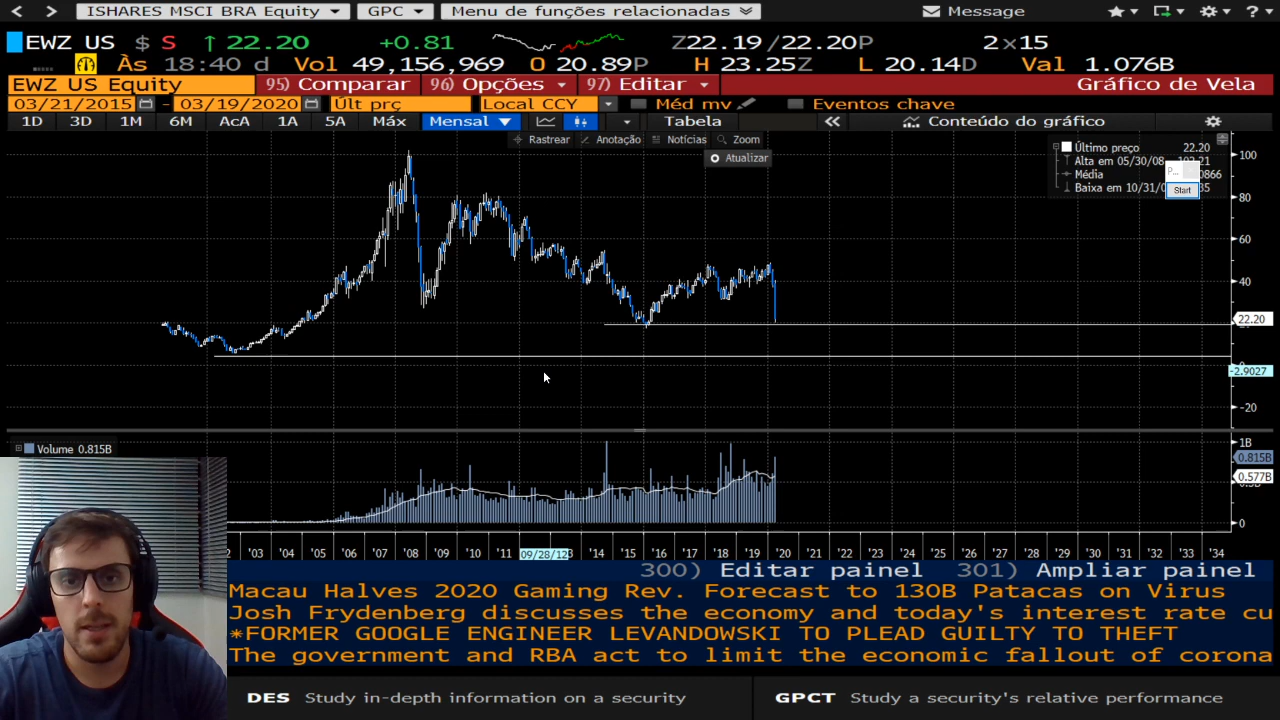 < > ISHARES MSCI BRA Equity GPC Menu de funções relacionadas Message ?
EWZ US $ S ↑ 22.20 +0.81 Z22.19/22.20P 2×15
Às 18:40 d Vol 49,156,969 O 20.89P H 23.25Z L 20.14D Val 1.076B
EWZ US Equity 95) Comparar 96) Opções 97) Editar Gráfico de Vela
03/21/2015 - 03/19/2020 Últ prç Local CCY Méd mv Eventos chave
1D 3D 1M 6M AcA 1A 5A Máx Mensal Tabela Conteúdo do gráfico
Rastrear Anotação Notícias Zoom
Atualizar
Último preço 22.20
Alta em 05/30/08
Média
Baixa em 10/31/
P...
Start
100
80
60
40
22.20
0
-2.9027
-20
Volume 0.815B
1B
0.815B
0.577B
0
'03 '04 '05 '06 '07 '08 '09 '10 '11 09/28/12 '14 '15 '16 '17 '18 '19 '20 '21 '22 '23 '24 '25 '26 '27 '28 '29 '30 '31 '32 '33 '34
300) Editar painel 301) Ampliar painel
Macau Halves 2020 Gaming Rev. Forecast to 130B Patacas on Virus
Josh Frydenberg discusses the economy and today's interest rate cu
*FORMER GOOGLE ENGINEER LEVANDOWSKI TO PLEAD GUILTY TO THEFT
The government and RBA act to limit the economic fallout of corona
DES Study in-depth information on a security GPCT Study a security's relative performance